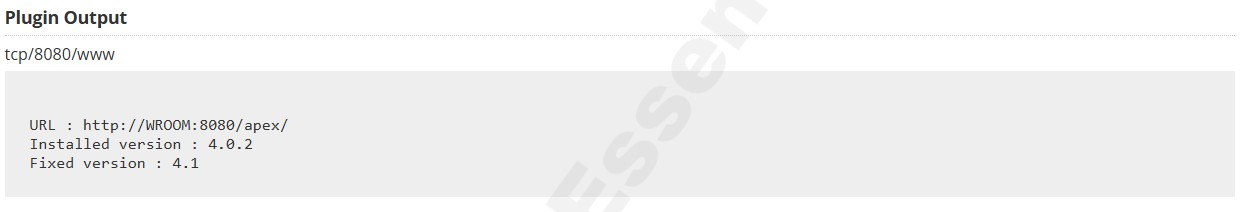 Plugin Output
tcp/8080/www
URL : http://WROOM:8080/apex/
Installed version : 4.0.2
Fixed version : 4.1
Essen